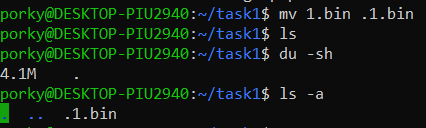 porky@DESKTOP-PIU2940:~/task1$ mv 1.bin .1.bin
porky@DESKTOP-PIU2940:~/task1$ ls
porky@DESKTOP-PIU2940:~/task1$ du -sh
4.1M    .
porky@DESKTOP-PIU2940:~/task1$ ls -a
.  ..  .1.bin